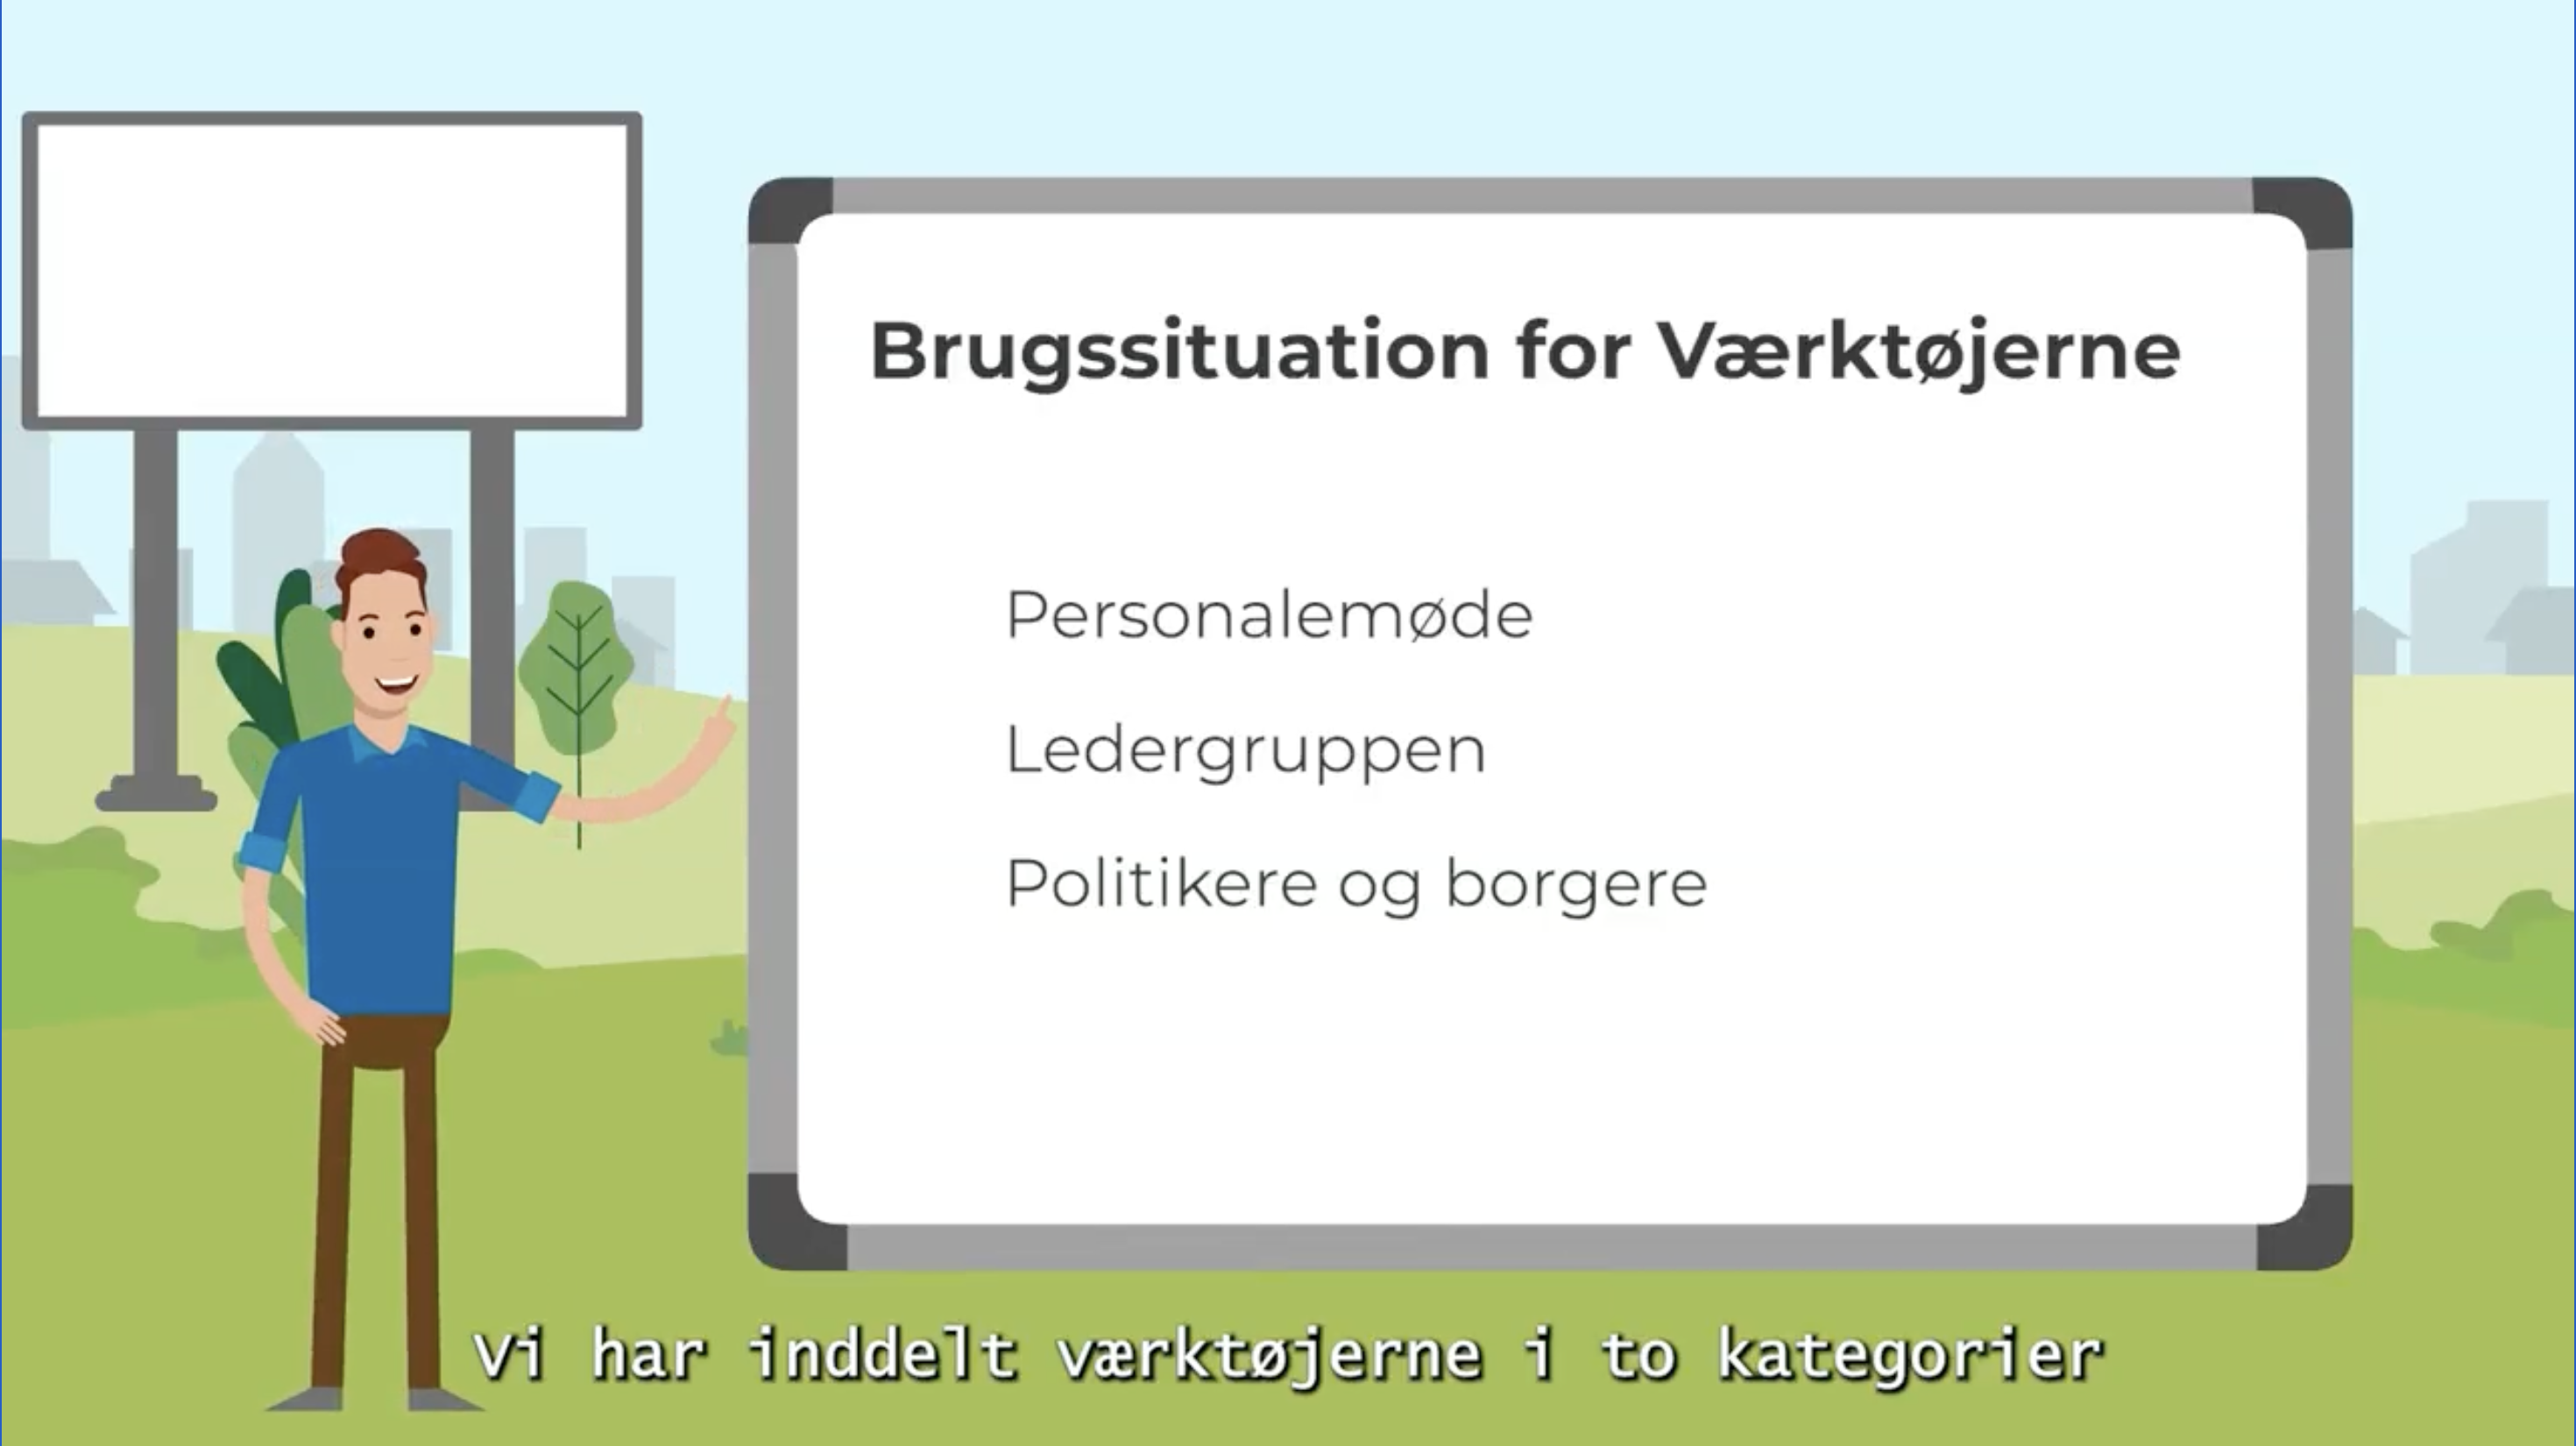 Brugssituation for Værktøjerne
Personalemøde
Ledergruppen
Politikere og borgere
Vi har inddelt værktøjerne i to kategorier